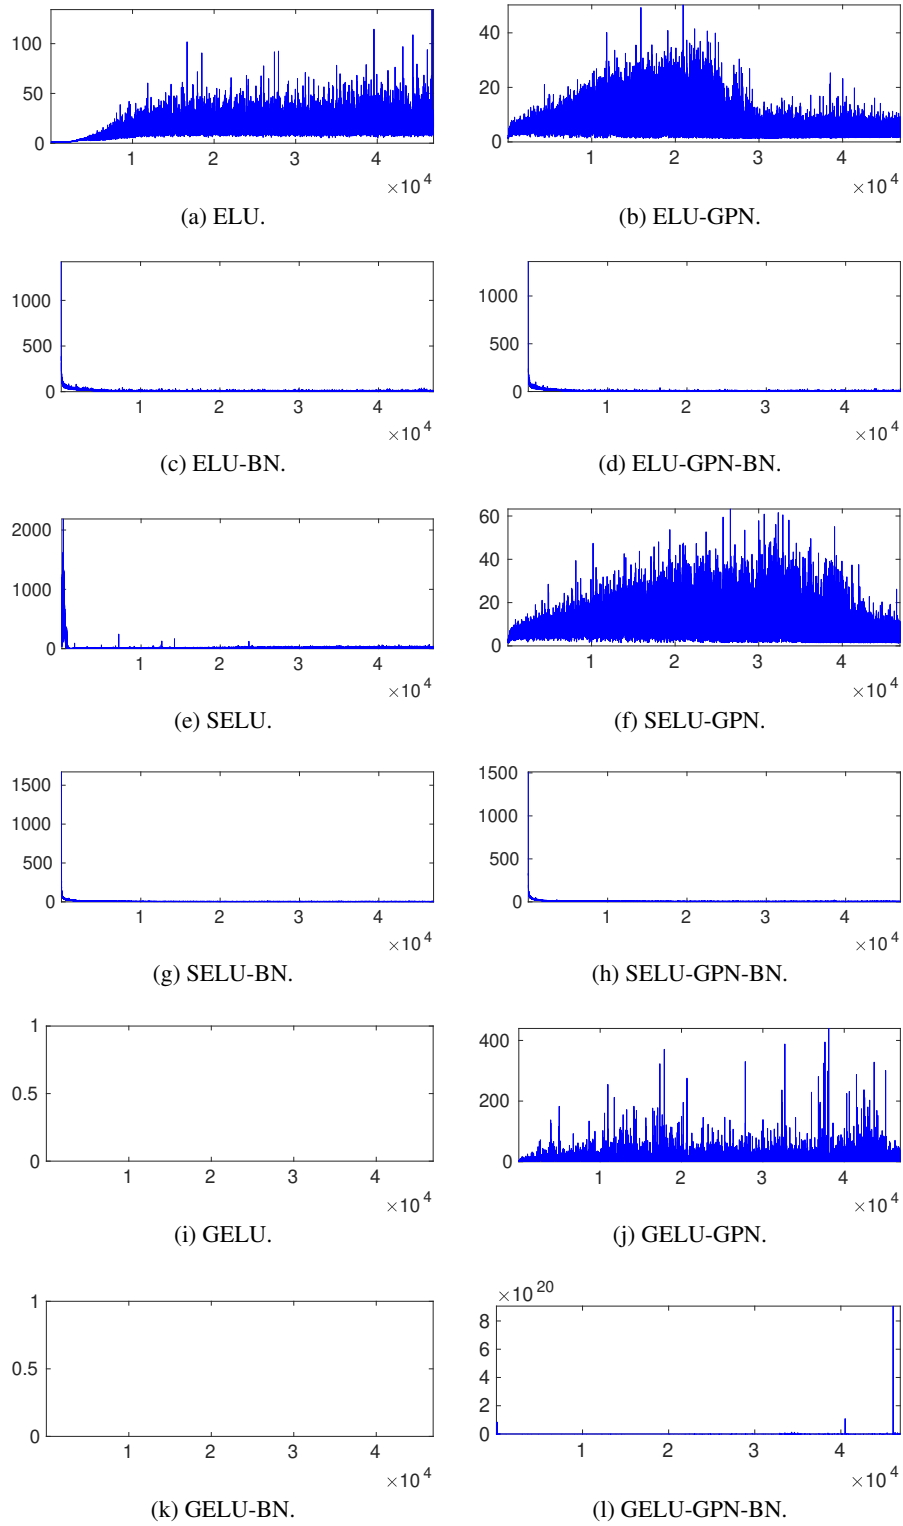 100
50
0
1 2 3 4
×10 4
(a) ELU.
40
20
0
1 2 3 4
×10 4
(b) ELU-GPN.
1000
500
0
1 2 3 4
×10 4
(c) ELU-BN.
1000
500
0
1 2 3 4
×10 4
(d) ELU-GPN-BN.
2000
1000
0
1 2 3 4
×10 4
(e) SELU.
60
40
20
0
1 2 3 4
×10 4
(f) SELU-GPN.
1500
1000
500
0
1 2 3 4
×10 4
(g) SELU-BN.
1500
1000
500
0
1 2 3 4
×10 4
(h) SELU-GPN-BN.
1
0.5
0
1 2 3 4
×10 4
(i) GELU.
400
200
0
1 2 3 4
×10 4
(j) GELU-GPN.
1
0.5
0
1 2 3 4
×10 4
(k) GELU-BN.
×10 20
8
6
4
2
0
1 2 3 4
×10 4
(l) GELU-GPN-BN.